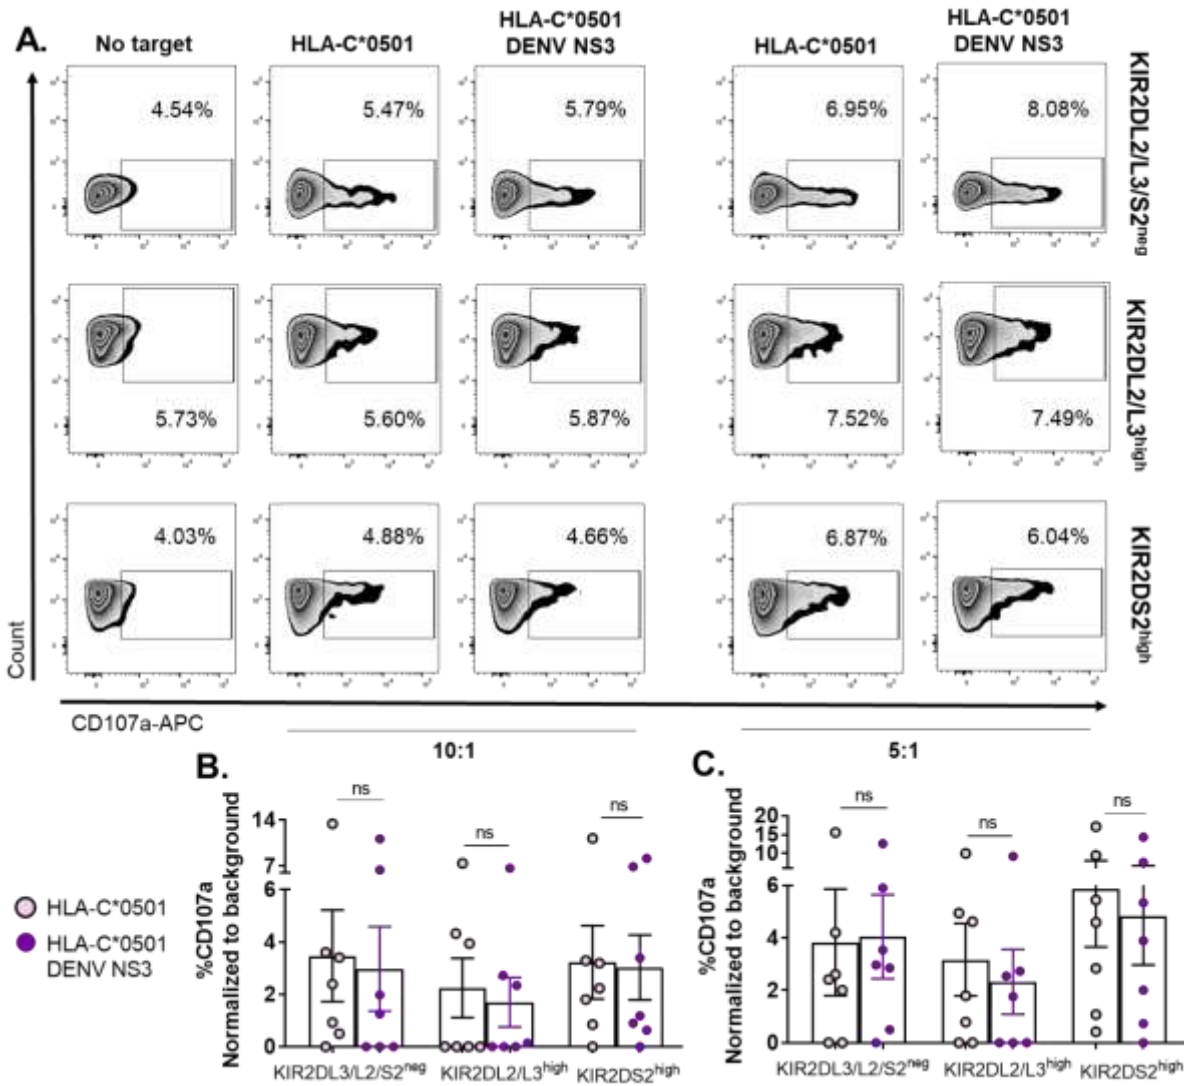 A.
No target
HLA-C*0501
HLA-C*0501
DENV NS3
HLA-C*0501
HLA-C*0501
DENV NS3
4.54%
5.47%
5.79%
6.95%
8.08%
KIR2DL2/L3/S2neg
5.73%
5.60%
5.87%
7.52%
7.49%
KIR2DL2/L3high
4.03%
4.88%
4.66%
6.87%
6.04%
KIR2DS2high
Count
CD107a-APC
10:1
5:1
B.
%CD107a
Normalized to background
14
7
6
4
2
0
ns
ns
ns
KIR2DL3/L2/S2neg
KIR2DL2/L3high
KIR2DS2high
HLA-C*0501
HLA-C*0501
DENV NS3
C.
%CD107a
Normalized to background
20
15
10
6
4
2
0
ns
ns
ns
KIR2DL3/L2/S2neg
KIR2DL2/L3high
KIR2DS2high